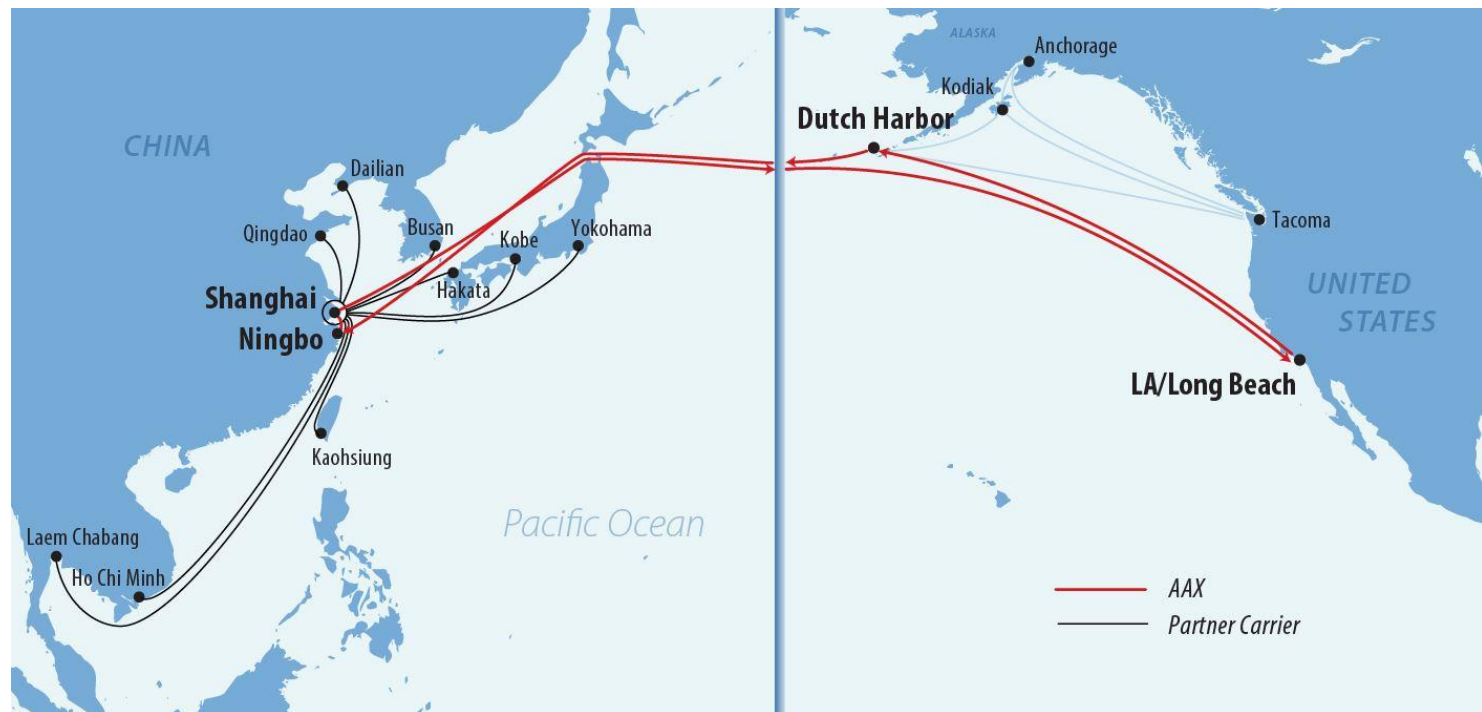 ALASKA
Anchorage
Kodiak
Dutch Harbor
CHINA
Dailian
Qingdao
Busan
Kobe
Yokohama
Tacoma
Hakata
Shanghai
Ningbo
UNITED
STATES
LA/Long Beach
Kaohsiung
Pacific Ocean
Laem Chabang
Ho Chi Minh
AAX
Partner Carrier